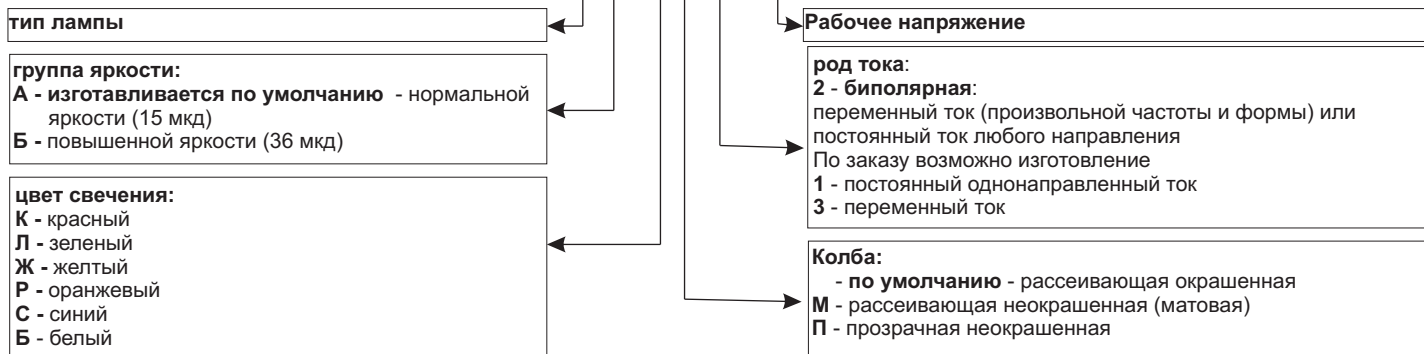 тип лампы
группа яркости:
А - изготавливается по умолчанию - нормальной
яркости (15 мкд)
Б - повышенной яркости (36 мкд)
цвет свечения:
К - красный
Л - зеленый
Ж - желтый
Р - оранжевый
С - синий
Б - белый
Рабочее напряжение
род тока:
2 - биполярная:
переменный ток (произвольной частоты и формы) или
постоянный ток любого направления
По заказу возможно изготовление
1 - постоянный однонаправленный ток
3 - переменный ток
Колба:
- по умолчанию - рассеивающая окрашенная
М - рассеивающая неокрашенная (матовая)
П - прозрачная неокрашенная